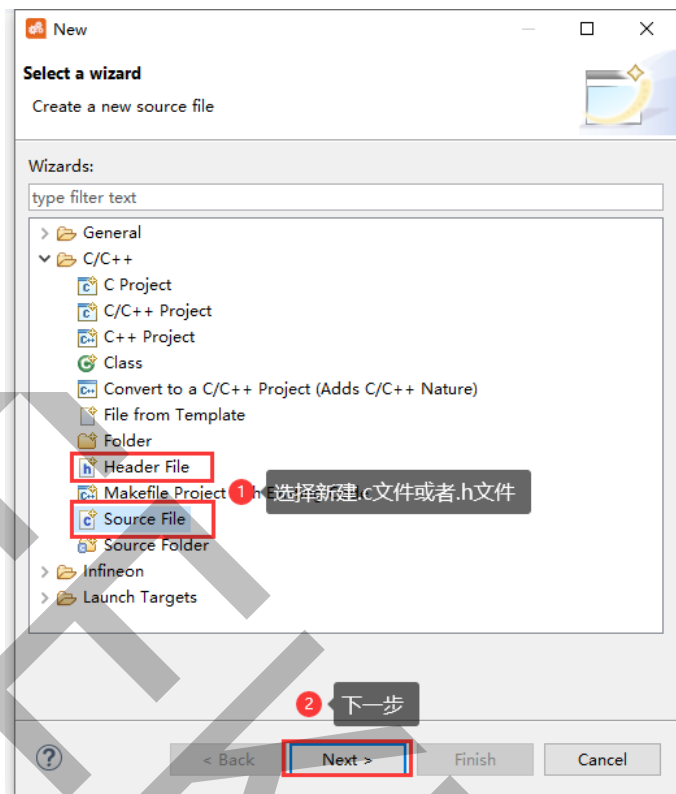 New
Select a wizard
Create a new source file
Wizards:
type filter text
General
C/C++
C Project
C/C++ Project
C++ Project
Class
Convert to a C/C++ Project (Adds C/C++ Nature)
File from Template
Folder
Header File
Makefile Project
1 选择新建.c文件或者.h文件
Source File
Source Folder
Infineon
Launch Targets
2 下一步
? < Back Next > Finish Cancel